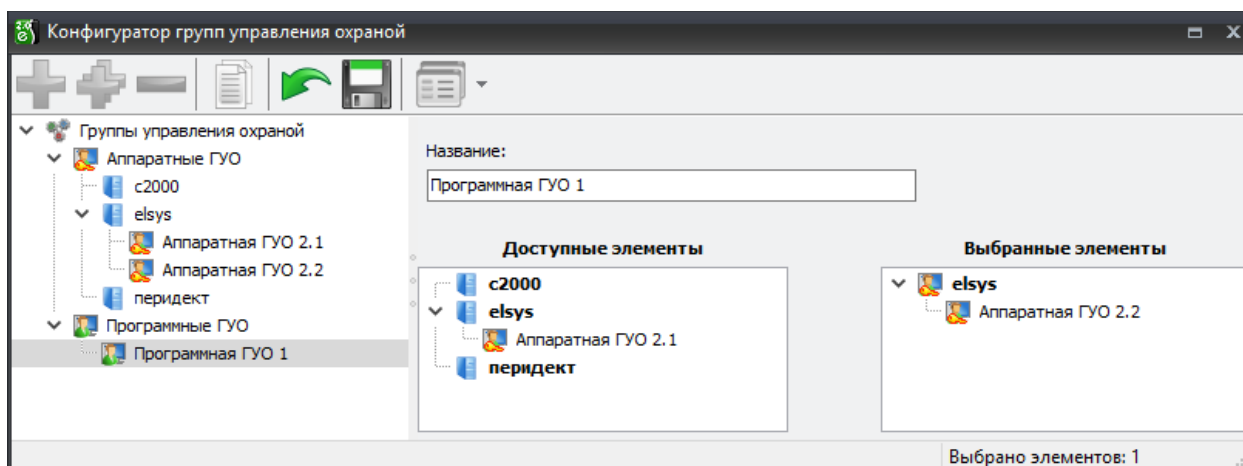 Конфигуратор групп управления охраной
Группы управления охраной
Аппаратные ГУО
c2000
elsys
Аппаратная ГУО 2.1
Аппаратная ГУО 2.2
перидект
Программные ГУО
Программная ГУО 1
Название:
Программная ГУО 1
Доступные элементы
c2000
elsys
Аппаратная ГУО 2.1
перидект
Выбранные элементы
elsys
Аппаратная ГУО 2.2
Выбрано элементов: 1